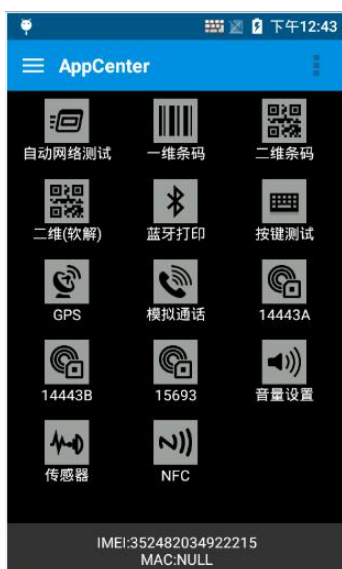 下午12:43
AppCenter
自动网络测试 一维条码 二维条码
二维(软解) 蓝牙打印 按键测试
GPS 模拟通话 14443A
14443B 15693 音量设置
传感器 NFC
IMEI:352482034922215
MAC:NULL